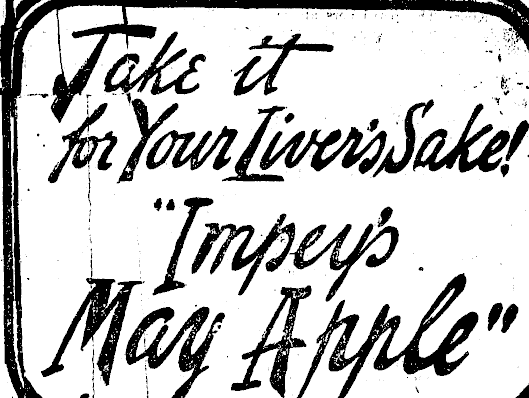 Take it
for Your Liver's Sake!
"Impey's
May Apple"